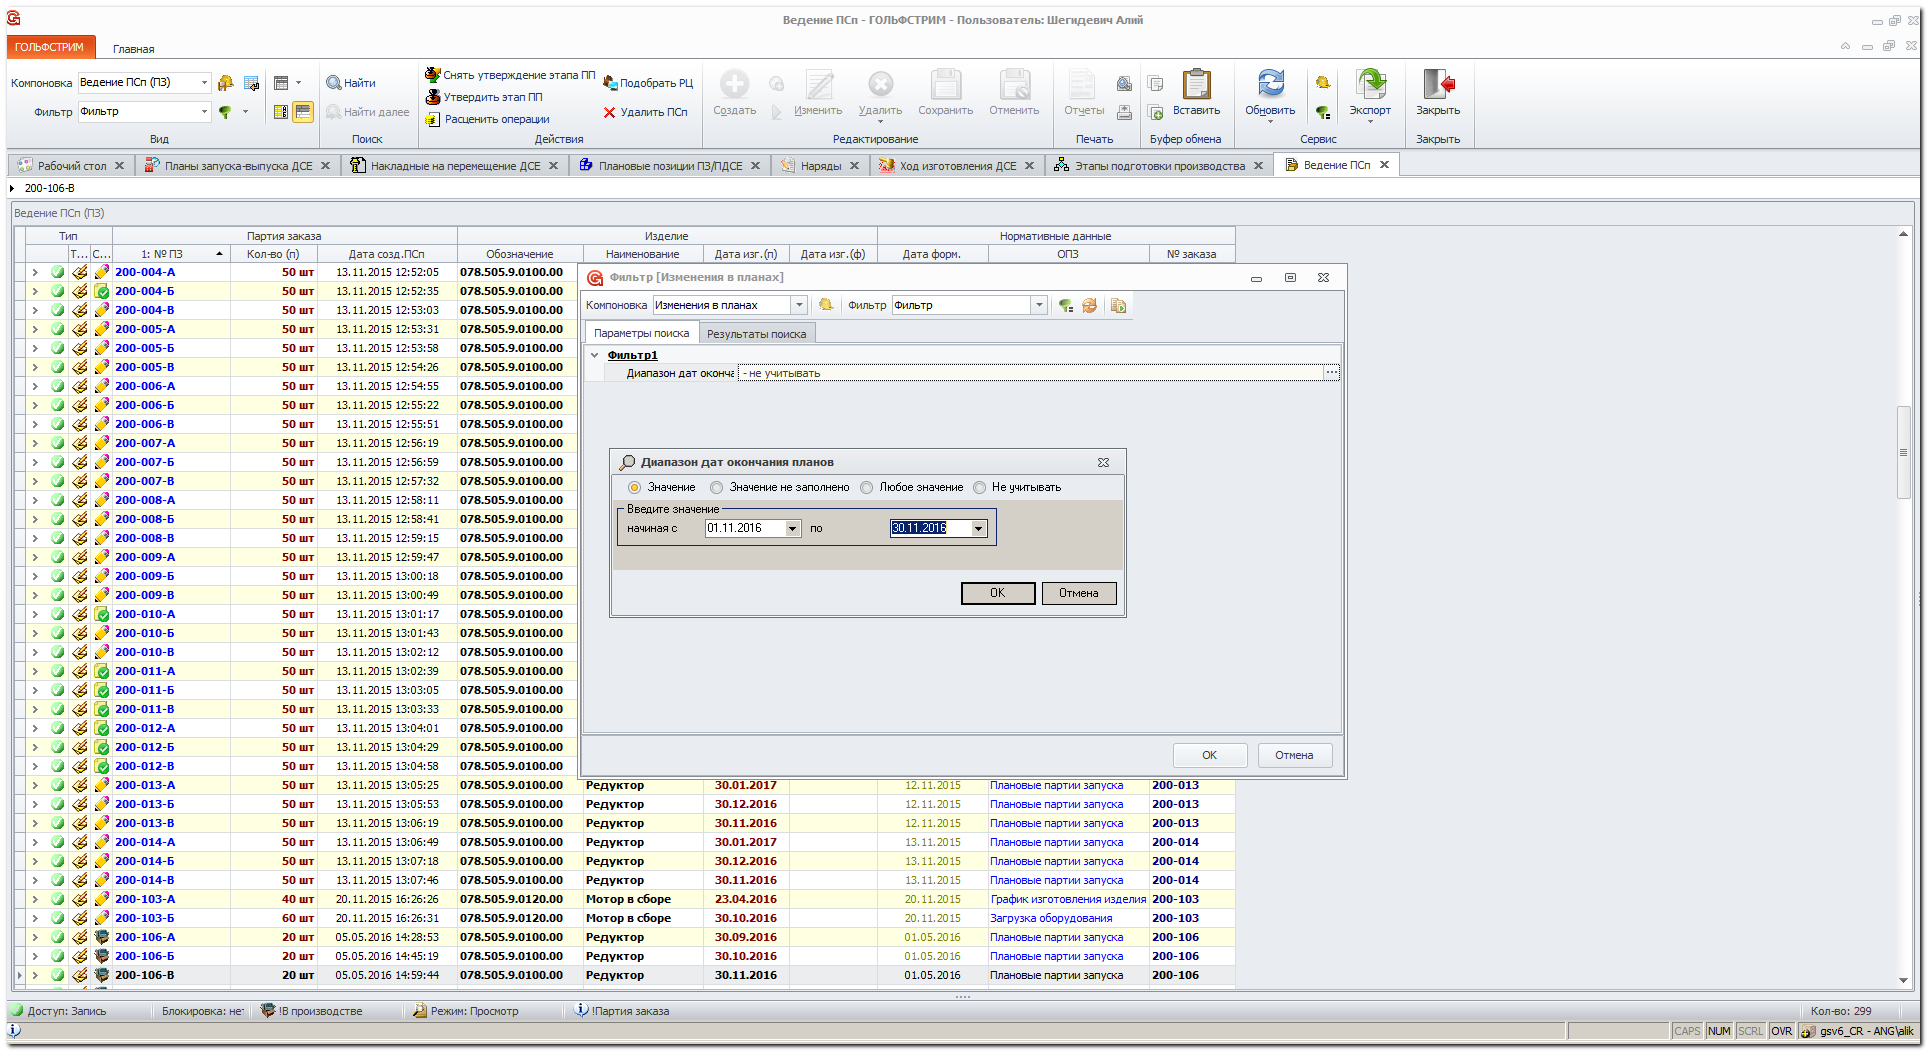 Ведение ПСп - ГОЛЬФСТРИМ - Пользователь: Шегидевич Алий
ГОЛЬФСТРИМ Главная
Компоновка Ведение ПСп (ПЗ)
Фильтр Фильтр
Вид
Найти
Найти далее
Поиск
Снять утверждение этапа ПП
Утвердить этап ПП
Расценить операции
Подобрать РЦ
Удалить ПСп
Действия
Создать Изменить Удалить Сохранить Отменить
Редактирование
Отчеты
Печать
Вставить
Буфер обмена
Обновить Экспорт
Сервис
Закрыть
Закрыть
Рабочий стол Планы запуска-выпуска ДСЕ Накладные на перемещение ДСЕ Плановые позиции ПЗ/ПДСЕ Наряды Ход изготовления ДСЕ Этапы подготовки производства Ведение ПСп
200-106-В
Ведение ПСп (ПЗ)
Тип Партия заказа Изделие Нормативные данные
Т... С... 1: № ПЗ Кол-во (п) Дата созд.ПСп Обозначение Наименование Дата изг.(п) Дата изг.(ф) Дата форм. ОПЗ № заказа
200-004-А 50 шт 13.11.2015 12:52:05 078.505.9.0100.00
200-004-Б 50 шт 13.11.2015 12:52:35 078.505.9.0100.00
200-004-В 50 шт 13.11.2015 12:53:03 078.505.9.0100.00
200-005-А 50 шт 13.11.2015 12:53:31 078.505.9.0100.00
200-005-Б 50 шт 13.11.2015 12:53:58 078.505.9.0100.00
200-005-В 50 шт 13.11.2015 12:54:26 078.505.9.0100.00
200-006-А 50 шт 13.11.2015 12:54:55 078.505.9.0100.00
200-006-Б 50 шт 13.11.2015 12:55:22 078.505.9.0100.00
200-006-В 50 шт 13.11.2015 12:55:51 078.505.9.0100.00
200-007-А 50 шт 13.11.2015 12:56:19 078.505.9.0100.00
200-007-Б 50 шт 13.11.2015 12:56:59 078.505.9.0100.00
200-007-В 50 шт 13.11.2015 12:57:32 078.505.9.0100.00
200-008-А 50 шт 13.11.2015 12:58:11 078.505.9.0100.00
200-008-Б 50 шт 13.11.2015 12:58:41 078.505.9.0100.00
200-008-В 50 шт 13.11.2015 12:59:15 078.505.9.0100.00
200-009-А 50 шт 13.11.2015 12:59:47 078.505.9.0100.00
200-009-Б 50 шт 13.11.2015 13:00:18 078.505.9.0100.00
200-009-В 50 шт 13.11.2015 13:00:49 078.505.9.0100.00
200-010-А 50 шт 13.11.2015 13:01:17 078.505.9.0100.00
200-010-Б 50 шт 13.11.2015 13:01:43 078.505.9.0100.00
200-010-В 50 шт 13.11.2015 13:02:12 078.505.9.0100.00
200-011-А 50 шт 13.11.2015 13:02:39 078.505.9.0100.00
200-011-Б 50 шт 13.11.2015 13:03:05 078.505.9.0100.00
200-011-В 50 шт 13.11.2015 13:03:33 078.505.9.0100.00
200-012-А 50 шт 13.11.2015 13:04:01 078.505.9.0100.00
200-012-Б 50 шт 13.11.2015 13:04:29 078.505.9.0100.00
200-012-В 50 шт 13.11.2015 13:04:58 078.505.9.0100.00
200-013-А 50 шт 13.11.2015 13:05:25 078.505.9.0100.00 Редуктор 30.01.2017 12.11.2015 Плановые партии запуска 200-013
200-013-Б 50 шт 13.11.2015 13:05:53 078.505.9.0100.00 Редуктор 30.12.2016 12.11.2015 Плановые партии запуска 200-013
200-013-В 50 шт 13.11.2015 13:06:19 078.505.9.0100.00 Редуктор 30.11.2016 12.11.2015 Плановые партии запуска 200-013
200-014-А 50 шт 13.11.2015 13:06:49 078.505.9.0100.00 Редуктор 30.01.2017 13.11.2015 Плановые партии запуска 200-014
200-014-Б 50 шт 13.11.2015 13:07:18 078.505.9.0100.00 Редуктор 30.12.2016 13.11.2015 Плановые партии запуска 200-014
200-014-В 50 шт 13.11.2015 13:07:46 078.505.9.0100.00 Редуктор 30.11.2016 13.11.2015 Плановые партии запуска 200-014
200-103-А 40 шт 20.11.2015 16:26:26 078.505.9.0120.00 Мотор в сборе 23.04.2016 20.11.2015 График изготовления изделия 200-103
200-103-Б 60 шт 20.11.2015 16:26:31 078.505.9.0120.00 Мотор в сборе 30.10.2016 20.11.2015 Загрузка оборудования 200-103
200-106-А 20 шт 05.05.2016 14:28:53 078.505.9.0100.00 Редуктор 30.09.2016 01.05.2016 Плановые партии запуска 200-106
200-106-Б 20 шт 05.05.2016 14:45:19 078.505.9.0100.00 Редуктор 30.10.2016 01.05.2016 Плановые партии запуска 200-106
200-106-В 20 шт 05.05.2016 14:59:44 078.505.9.0100.00 Редуктор 30.11.2016 01.05.2016 Плановые партии запуска 200-106
Фильтр [Изменения в планах]
Компоновка Изменения в планах Фильтр Фильтр
Параметры поиска Результаты поиска
Фильтр1
Диапазон дат оконча - не учитывать ...
Диапазон дат окончания планов
Значение Значение не заполнено Любое значение Не учитывать
Введите значение
начиная с 01.11.2016 по 30.11.2016
OK Отмена
OK Отмена
Доступ: Запись Блокировка: нет !В производстве Режим: Просмотр !Партия заказа Кол-во: 299
CAPS NUM SCRL OVR gsv6_CR - ANG\alik